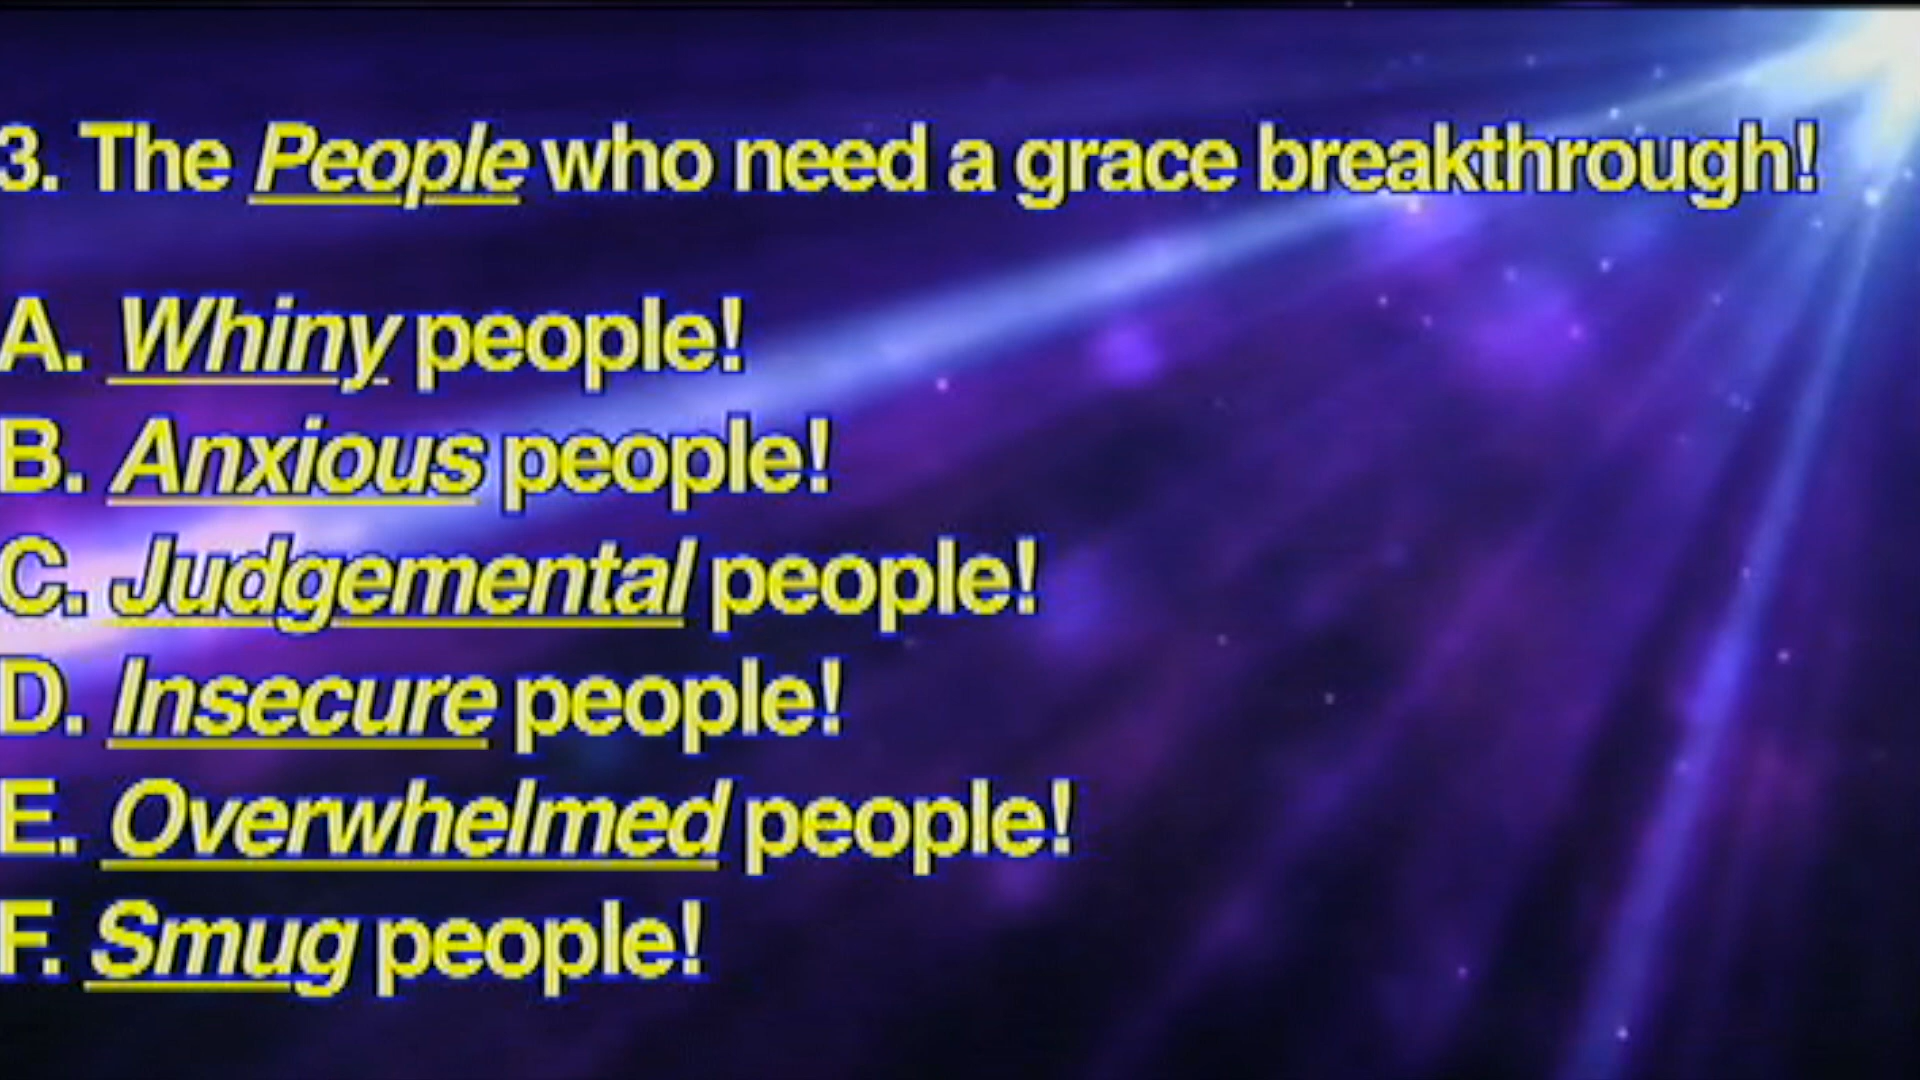 3. The People who need a grace breakthrough!
A. Whiny people!
B. Anxious people!
C. Judgemental people!
D. Insecure people!
E. Overwhelmed people!
F. Smug people!